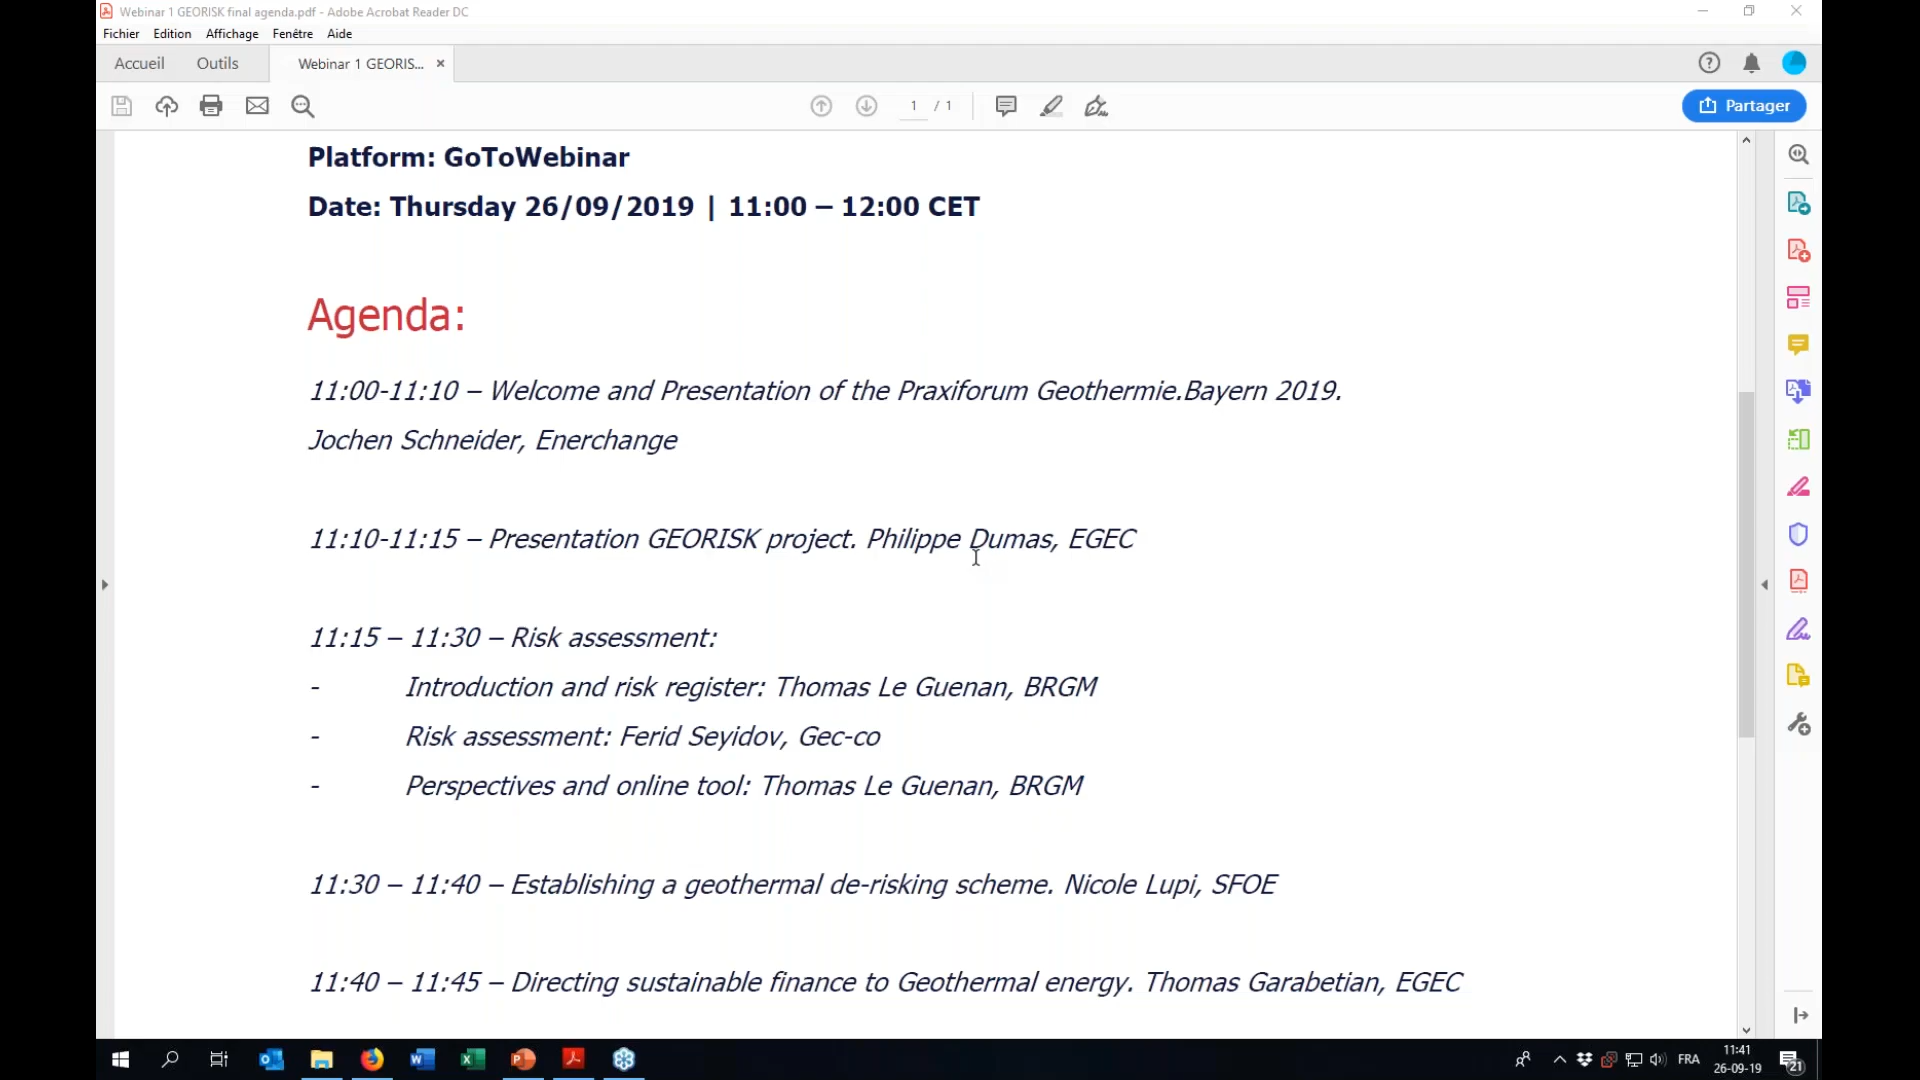 Webinar 1 GEORISK final agenda.pdf - Adobe Acrobat Reader DC
Fichier Edition Affichage Fenêtre Aide
Accueil Outils Webinar 1 GEORIS... ×
1 / 1
Partager
Platform: GoToWebinar
Date: Thursday 26/09/2019 | 11:00 – 12:00 CET
Agenda:
11:00-11:10 – Welcome and Presentation of the Praxiforum Geothermie.Bayern 2019.
Jochen Schneider, Enerchange
11:10-11:15 – Presentation GEORISK project. Philippe Dumas, EGEC
11:15 – 11:30 – Risk assessment:
- Introduction and risk register: Thomas Le Guenan, BRGM
- Risk assessment: Ferid Seyidov, Gec-co
- Perspectives and online tool: Thomas Le Guenan, BRGM
11:30 – 11:40 – Establishing a geothermal de-risking scheme. Nicole Lupi, SFOE
11:40 – 11:45 – Directing sustainable finance to Geothermal energy. Thomas Garabetian, EGEC
FRA
11:41
26-09-19
21